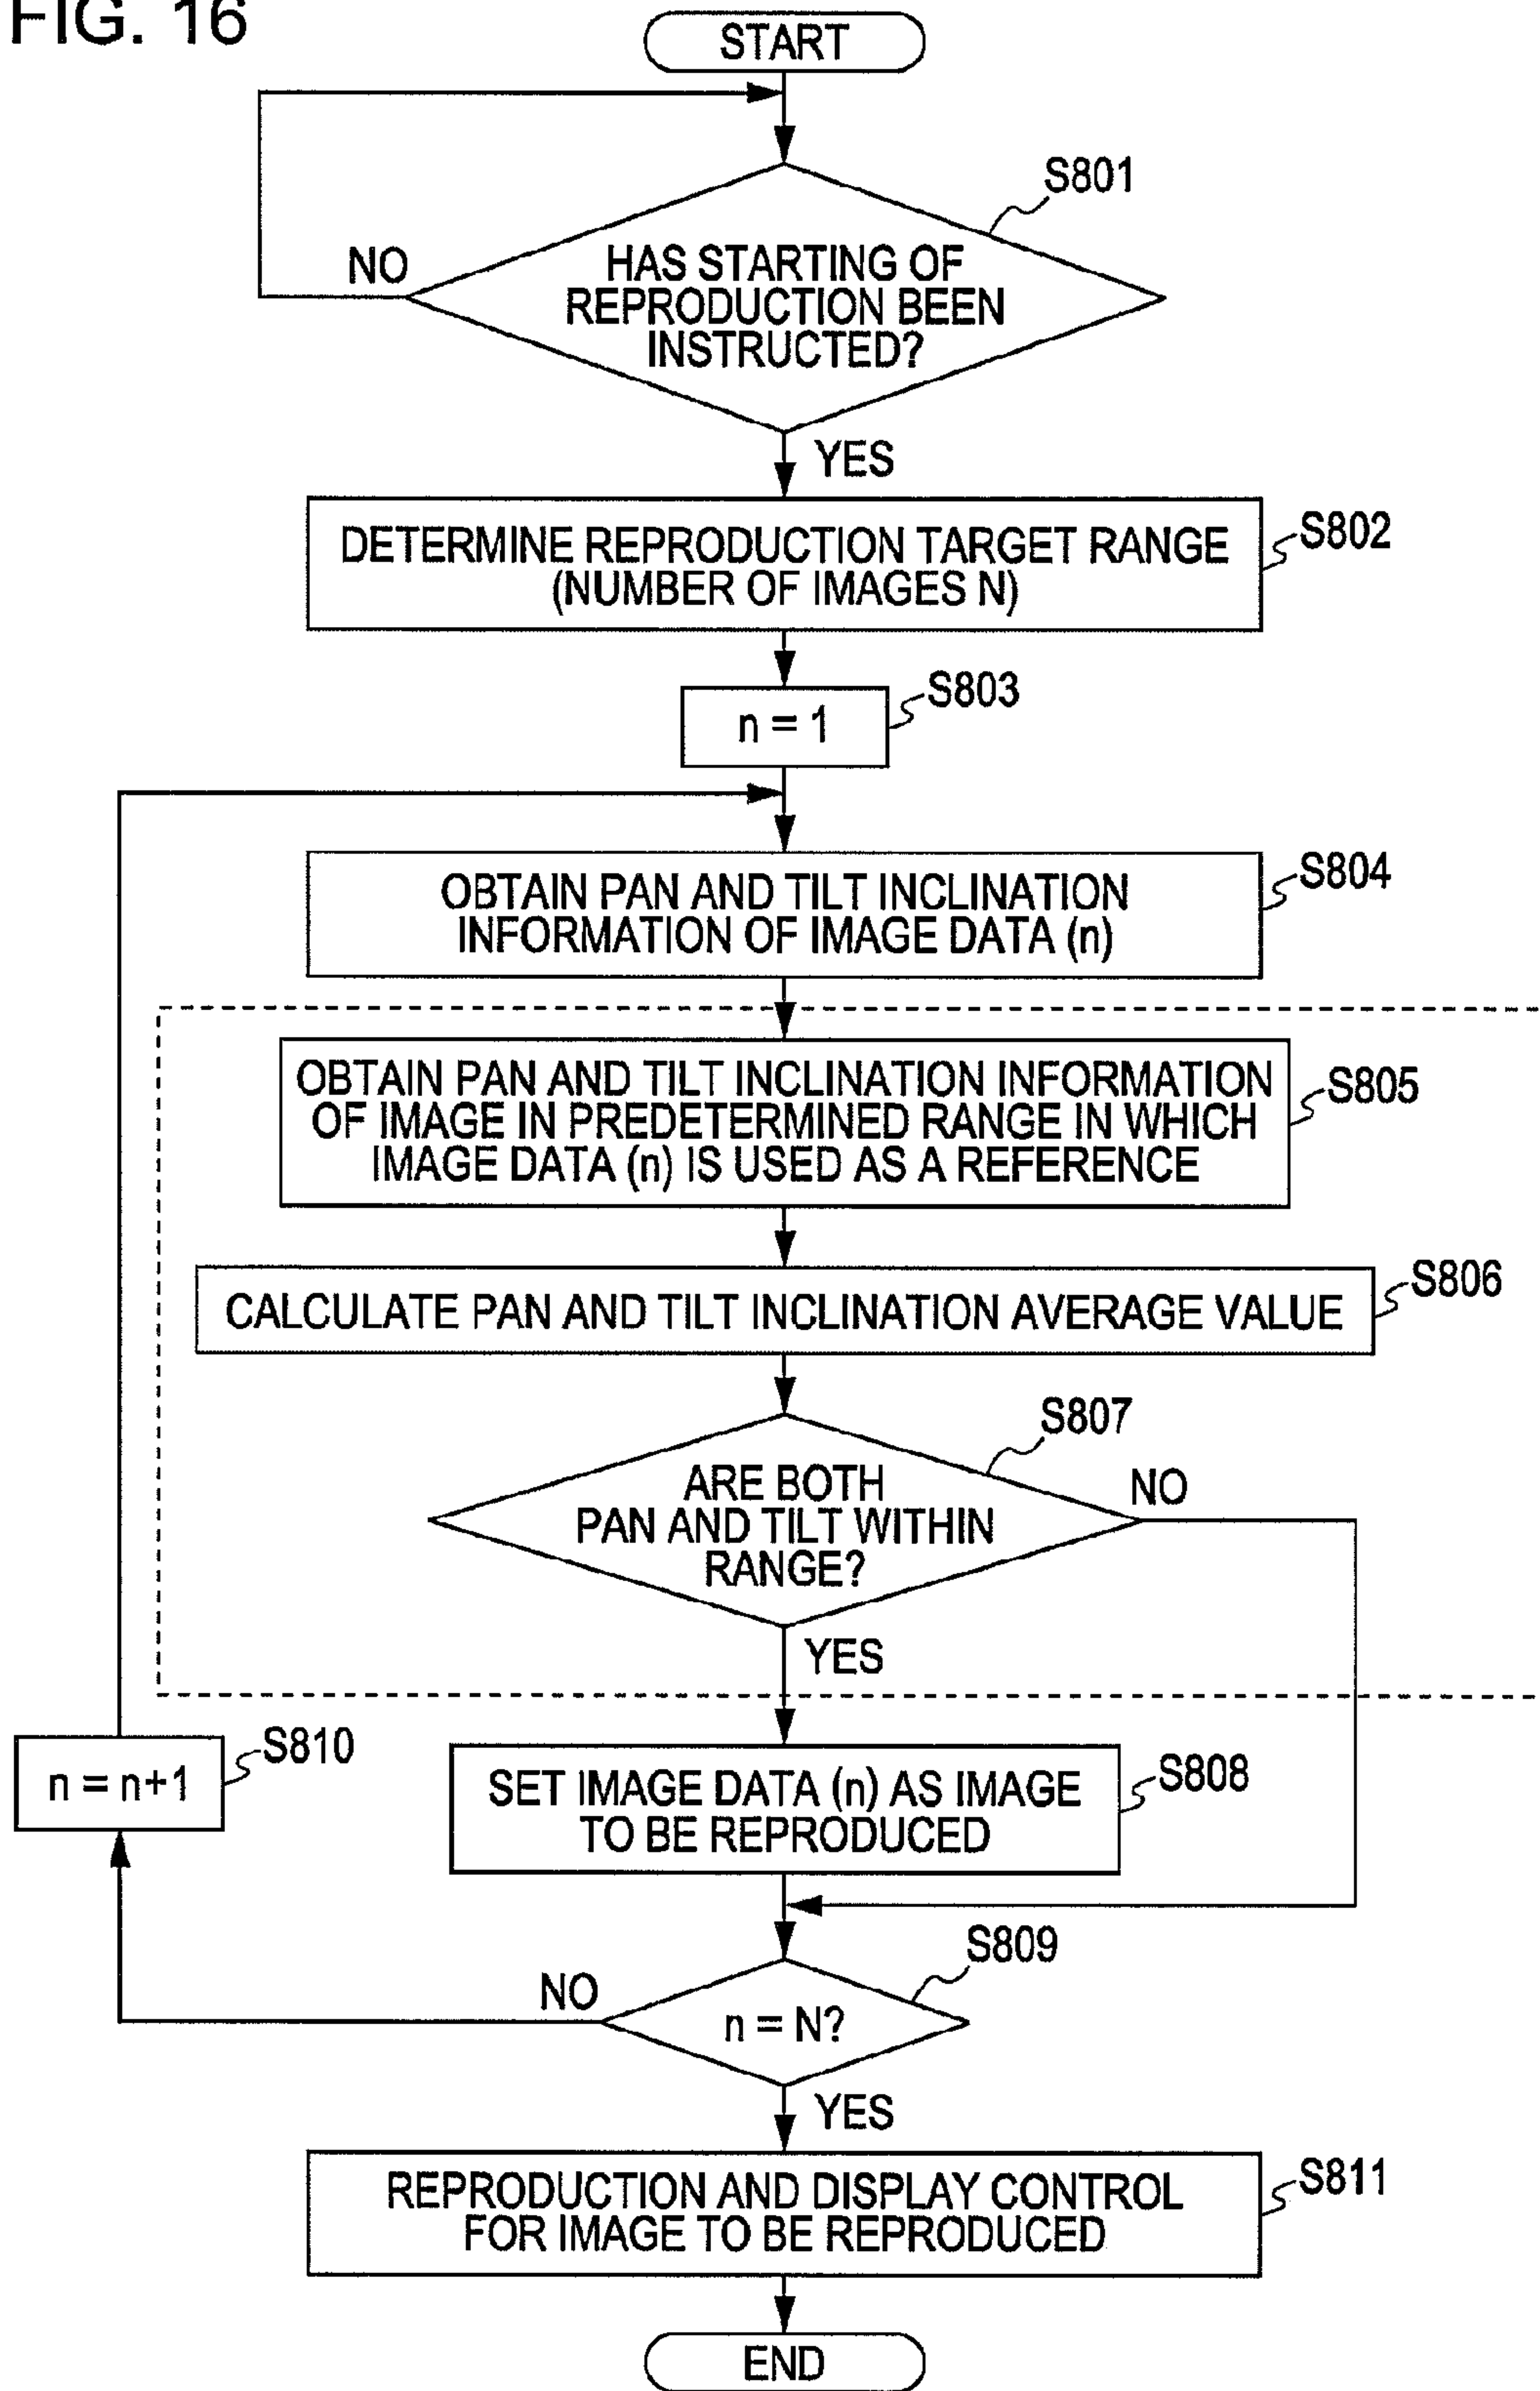 FIG. 16
START
S801
NO
HAS STARTING OF
REPRODUCTION BEEN
INSTRUCTED?
YES
DETERMINE REPRODUCTION TARGET RANGE
(NUMBER OF IMAGES N)
S802
n = 1
S803
OBTAIN PAN AND TILT INCLINATION
INFORMATION OF IMAGE DATA (n)
S804
OBTAIN PAN AND TILT INCLINATION INFORMATION
OF IMAGE IN PREDETERMINED RANGE IN WHICH
IMAGE DATA (n) IS USED AS A REFERENCE
S805
CALCULATE PAN AND TILT INCLINATION AVERAGE VALUE
S806
S807
ARE BOTH
PAN AND TILT WITHIN
RANGE?
NO
YES
n = n+1
S810
SET IMAGE DATA (n) AS IMAGE
TO BE REPRODUCED
S808
S809
NO
n = N?
YES
REPRODUCTION AND DISPLAY CONTROL
FOR IMAGE TO BE REPRODUCED
S811
END